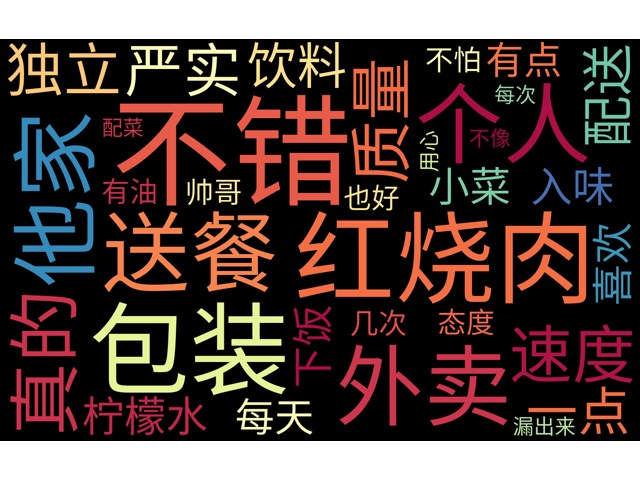 独立
严实
饮料
不怕
有点
配送
质量
每次
不错
个人
他家
配菜
用心
不像
有油
帅哥
也好
小菜
入味
送餐
红烧肉
喜欢
真的
包装
下饭
几次
态度
外卖
速度
柠檬水
每天
一点
漏出来